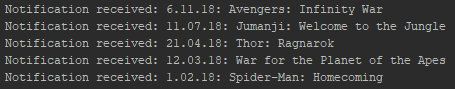 Notification received: 6.11.18: Avengers: Infinity War
Notification received: 11.07.18: Jumanji: Welcome to the Jungle
Notification received: 21.04.18: Thor: Ragnarok
Notification received: 12.03.18: War for the Planet of the Apes
Notification received: 1.02.18: Spider-Man: Homecoming